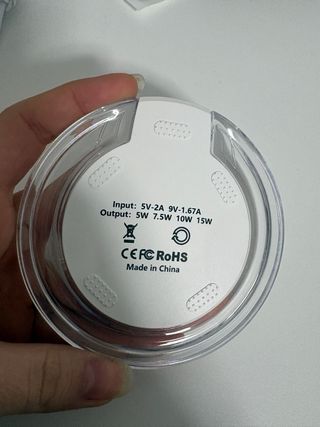 Input: 5V-2A 9V-1.67A
Output: 5W 7.5W 10W 15W
CE FC RoHS
Made in China